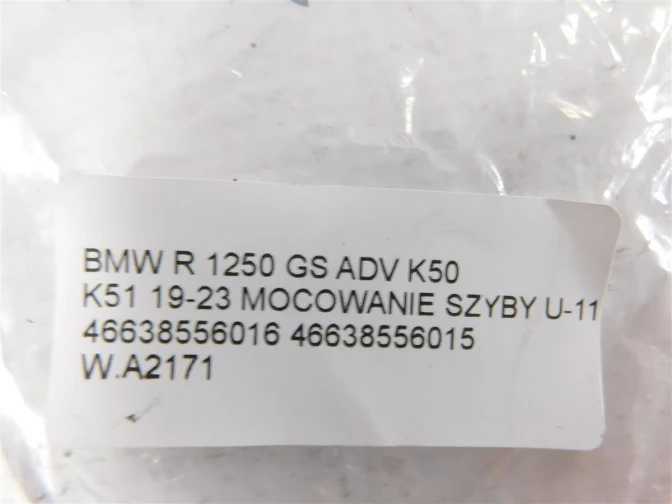 BMW R 1250 GS ADV K50
K51 19-23 MOCOWANIE SZYBY U-11
46638556016 46638556015
W.A2171